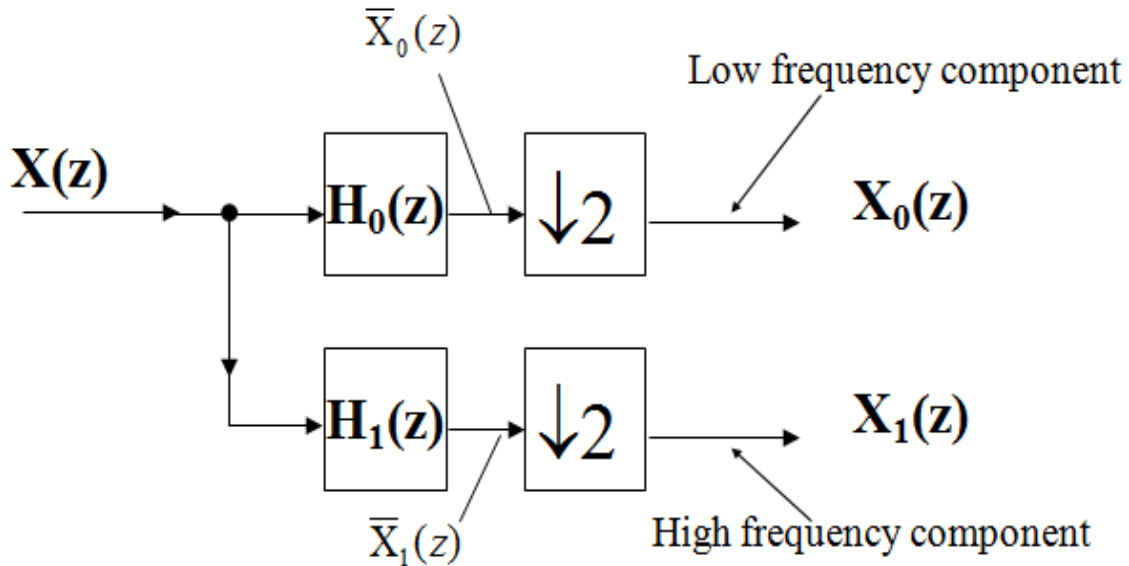 X̅₀(z)
Low frequency component
X(z)
H₀(z)
↓2
X₀(z)
H₁(z)
↓2
X₁(z)
X̅₁(z)
High frequency component